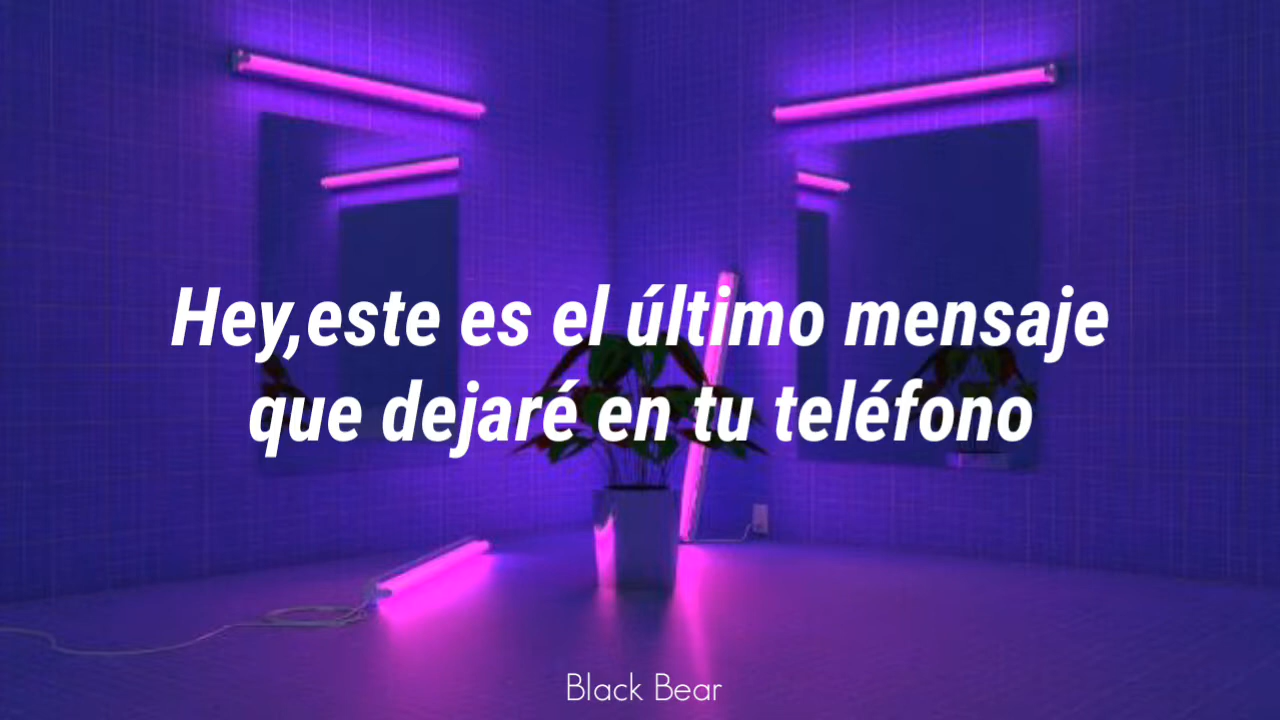 Hey,este es el último mensaje
que dejaré en tu teléfono
Black Bear